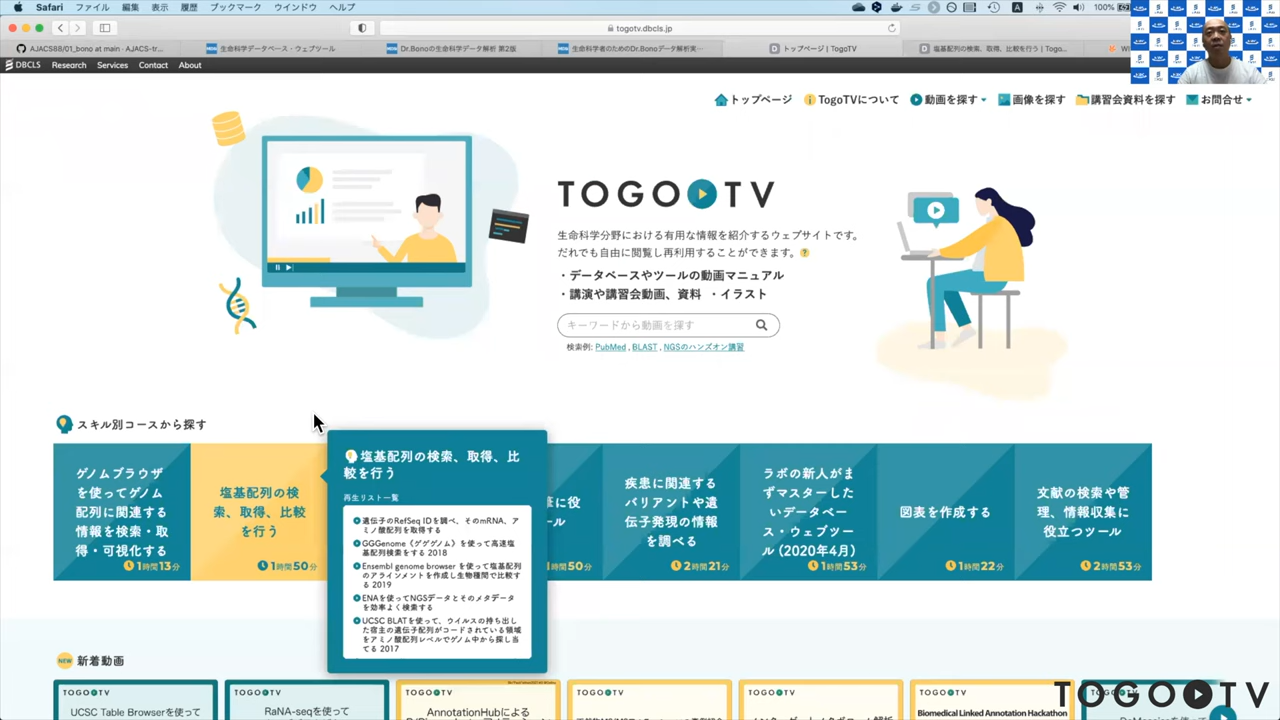 Safari ファイル 編集 表示 履歴 ブックマーク ウインドウ ヘルプ
100%
togotv.dbcls.jp
AJACS88/01_bono at main · AJACS-tr...
生命科学データベース・ウェブツール
Dr.Bonoの生命科学データ解析 第2版
生命科学者のためのDr.Bonoデータ解析実…
トップページ | TogoTV
塩基配列の検索、取得、比較を行う | Togo...
DBCLS Research Services Contact About
トップページ TogoTVについて 動画を探す 画像を探す 講習会資料を探す お問合せ
TOGO TV
生命科学分野における有用な情報を紹介するウェブサイトです。
だれでも自由に閲覧し再利用することができます。
・データベースやツールの動画マニュアル
・講演や講習会動画、資料 ・イラスト
キーワードから動画を探す
検索例: PubMed , BLAST , NGSのハンズオン講習
スキル別コースから探す
ゲノムブラウザ
を使ってゲノム
配列に関連する
情報を検索・取
得・可視化する
1時間13分
塩基配列の検
索、取得、比較
を行う
1時間50分
塩基配列の検索、取得、比
較を行う
再生リスト一覧
遺伝子のRefSeq IDを調べ、そのmRNA、ア
ミノ酸配列を取得する
GGGenome《ゲゲゲノム》を使って高速塩
基配列検索をする 2018
Ensembl genome browser を使って塩基配列
のアラインメントを作成し生物種間で比較す
る 2019
ENAを使ってNGSデータとそのメタデータ
を効率よく検索する
UCSC BLATを使って、ウイルスの持ち出し
た宿主の遺伝子配列がコードされている領域
をアミノ酸配列レベルでゲノム中から探し当
てる 2017
に役
ール
1時間50分
疾患に関連する
バリアントや遺
伝子発現の情報
を調べる
2時間21分
ラボの新人がま
ずマスターした
いデータベー
ス・ウェブツー
ル (2020年4月)
1時間53分
図表を作成する
1時間22分
文献の検索や管
理、情報収集に
役立つツール
2時間53分
NEW 新着動画
TOGO TV
UCSC Table Browserを使って
TOGO TV
RaNA-seqを使って
TOGO TV
AnnotationHubによる
TOGO TV
TOGO TV
TOGO TV
Biomedical Linked Annotation Hackathon
TOGO TV